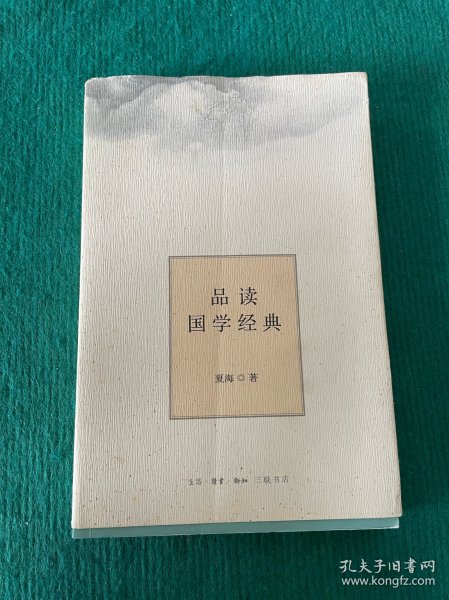 品读
国学经典
夏海◎著
生活·讀書·新知 三联书店
孔夫子旧书网
www.kongfz.com